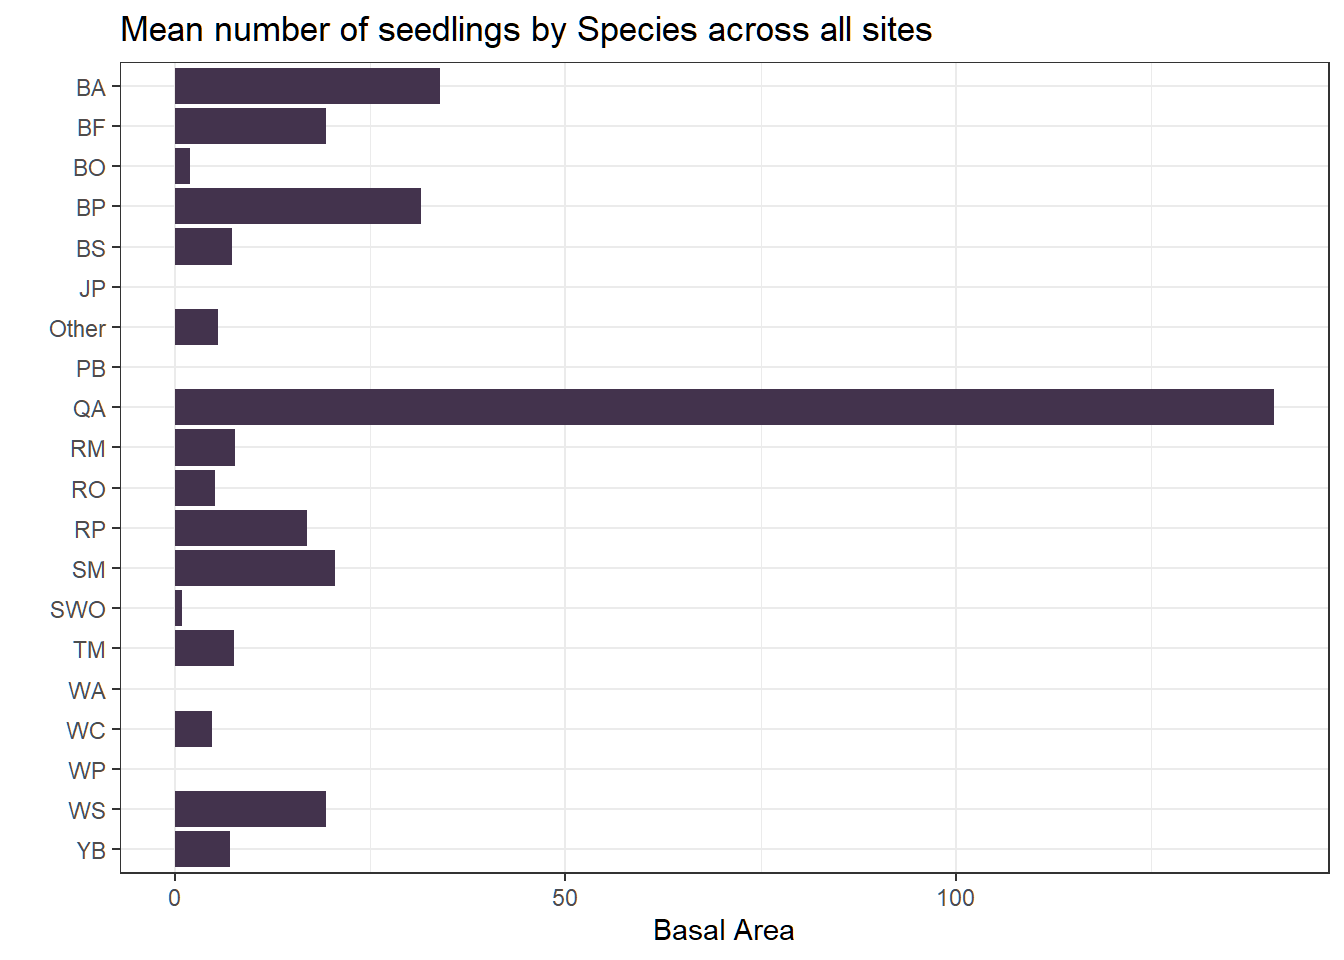 Mean number of seedlings by Species across all sites
BA
BF
BO
BP
BS
JP
Other
PB
QA
RM
RO
RP
SM
SWO
TM
WA
WC
WP
WS
YB
0 50 100
Basal Area